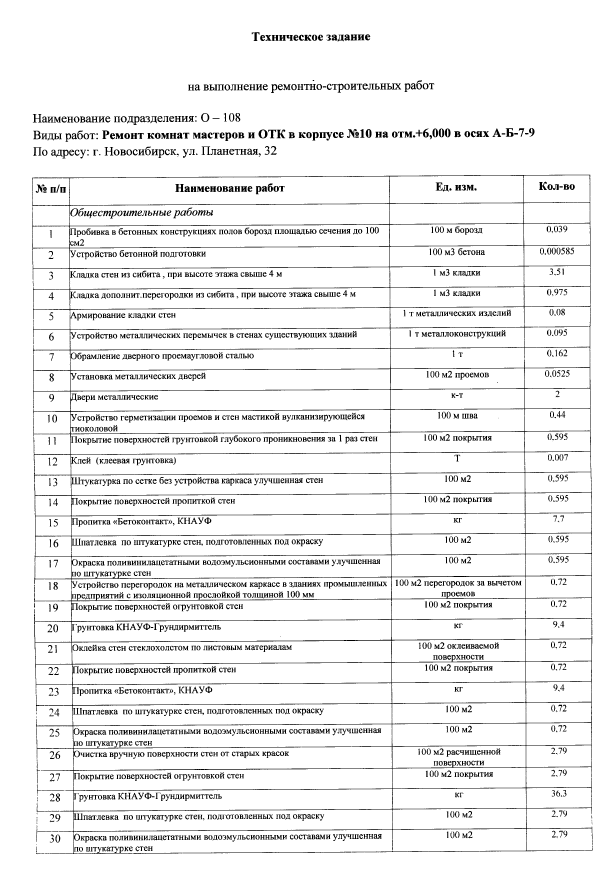 Техническое задание
на выполнение ремонтно-строительных работ
Наименование подразделения: О – 108
Виды работ: Ремонт комнат мастеров и ОТК в корпусе №10 на отм.+6,000 в осях А-Б-7-9
По адресу: г. Новосибирск, ул. Планетная, 32
№ п/п Наименование работ Ед. изм. Кол-во
Общестроительные работы
1 Пробивка в бетонных конструкциях полов борозд площадью сечения до 100 100 м борозд 0,039
см2
2 Устройство бетонной подготовки 100 м3 бетона 0,000585
3 Кладка стен из сибита , при высоте этажа свыше 4 м 1 м3 кладки 3,51
4 Кладка дополнит.перегородки из сибита , при высоте этажа свыше 4 м 1 м3 кладки 0,975
5 Армирование кладки стен 1 т металлических изделий 0,08
6 Устройство металлических перемычек в стенах существующих зданий 1 т металлоконструкций 0,095
7 Обрамление дверного проемаугловой сталью 1 т 0,162
8 Установка металлических дверей 100 м2 проемов 0,0525
9 Двери металлические к-т 2
10 Устройство герметизации проемов и стен мастикой вулканизирующейся 100 м шва 0,44
тиоколовой
11 Покрытие поверхностей грунтовкой глубокого проникновения за 1 раз стен 100 м2 покрытия 0,595
12 Клей (клеевая грунтовка) Т 0,007
13 Штукатурка по сетке без устройства каркаса улучшенная стен 100 м2 0,595
14 Покрытие поверхностей пропиткой стен 100 м2 покрытия 0,595
15 Пропитка «Бетоконтакт», КНАУФ кг 7.7
16 Шпатлевка по штукатурке стен, подготовленных под окраску 100 м2 0,595
17 Окраска поливинилацетатными водоэмульсионными составами улучшенная 100 м2 0,595
по штукатурке стен
18 Устройство перегородок на металлическом каркасе в зданиях промышленных 100 м2 перегородок за вычетом 0.72
предприятий с изоляционной прослойкой толщиной 100 мм проемов
19 Покрытие поверхностей огрунтовкой стен 100 м2 покрытия 0.72
20 Грунтовка КНАУФ-Грундирмиттель кг 9.4
21 Оклейка стен стеклохолстом по листовым материалам 100 м2 оклеиваемой 0.72
поверхности
22 Покрытие поверхностей пропиткой стен 100 м2 покрытия 0.72
23 Пропитка «Бетоконтакт», КНАУФ кг 9.4
24 Шпатлевка по штукатурке стен, подготовленных под окраску 100 м2 0.72
25 Окраска поливинилацетатными водоэмульсионными составами улучшенная 100 м2 0.72
по штукатурке стен
26 Очистка вручную поверхности стен от старых красок 100 м2 расчищенной 2.79
поверхности
27 Покрытие поверхностей огрунтовкой стен 100 м2 покрытия 2,79
28 Грунтовка КНАУФ-Грундирмиттель кг 36.3
29 Шпатлевка по штукатурке стен, подготовленных под окраску 100 м2 2.79
30 Окраска поливинилацетатными водоэмульсионными составами улучшенная 100 м2 2.79
по штукатурке стен